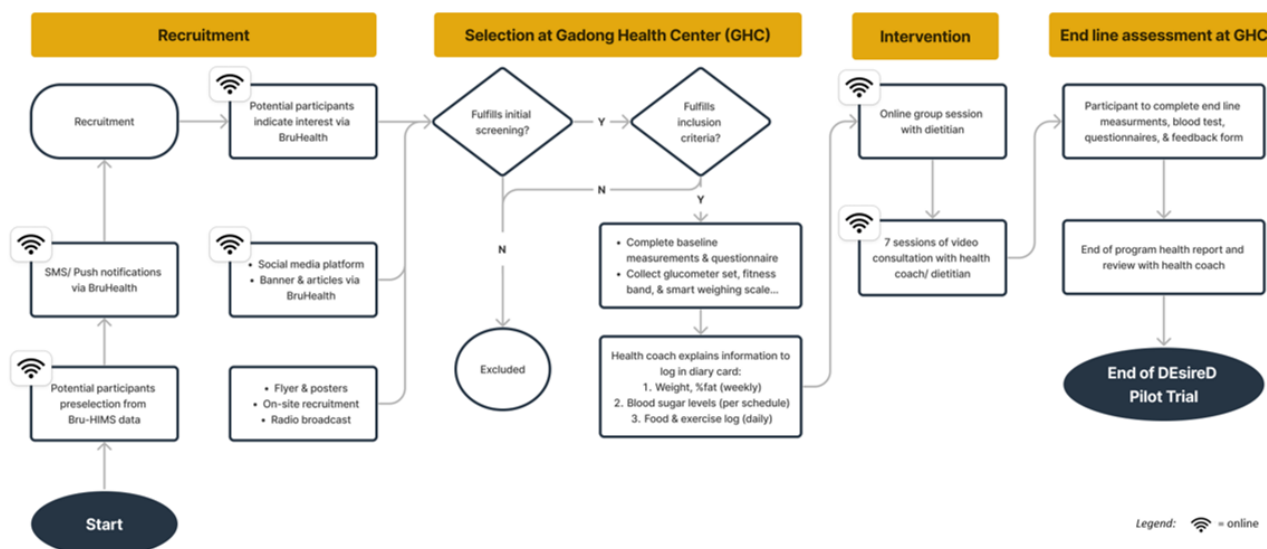 Recruitment
Selection at Gadong Health Center (GHC)
Intervention
End line assessment at GHC
Recruitment
Potential participants
indicate interest via
BruHealth
SMS/ Push notifications
via BruHealth
• Social media platform
• Banner & articles via
BruHealth
Potential participants
preselection from
Bru-HIMS data
• Flyer & posters
• On-site recruitment
• Radio broadcast
Start
Fulfills initial
screening?
Y
Fulfills
inclusion
criteria?
N
Y
N
Excluded
• Complete baseline
measurements & questionnaire
• Collect glucometer set, fitness
band, & smart weighing scale...
Health coach explains information to
log in diary card:
1. Weight, %fat (weekly)
2. Blood sugar levels (per schedule)
3. Food & exercise log (daily)
Online group session
with dietitian
7 sessions of video
consultation with health
coach/ dietitian
Participant to complete end line
measurments, blood test,
questionnaires, & feedback form
End of program health report and
review with health coach
End of DEsireD
Pilot Trial
Legend: = online